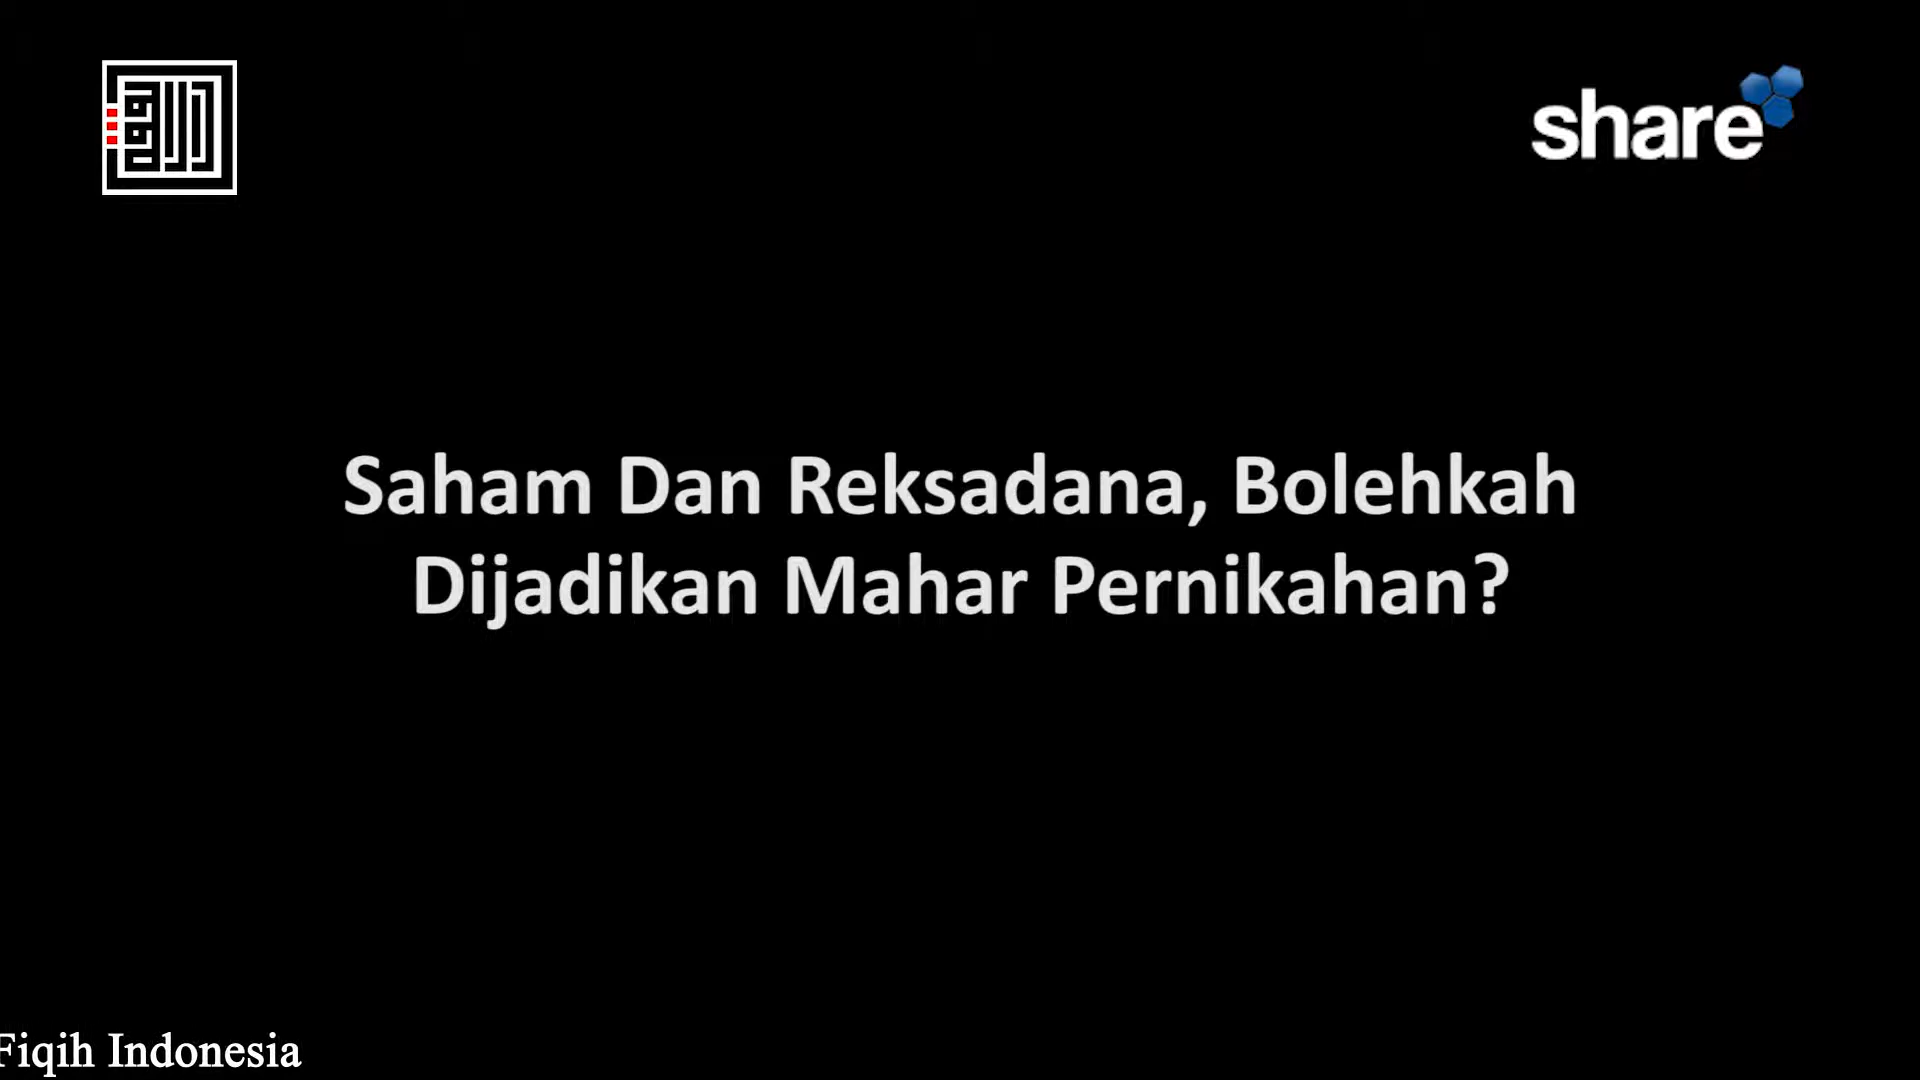 share
Saham Dan Reksadana, Bolehkah
Dijadikan Mahar Pernikahan?
Fiqih Indonesia